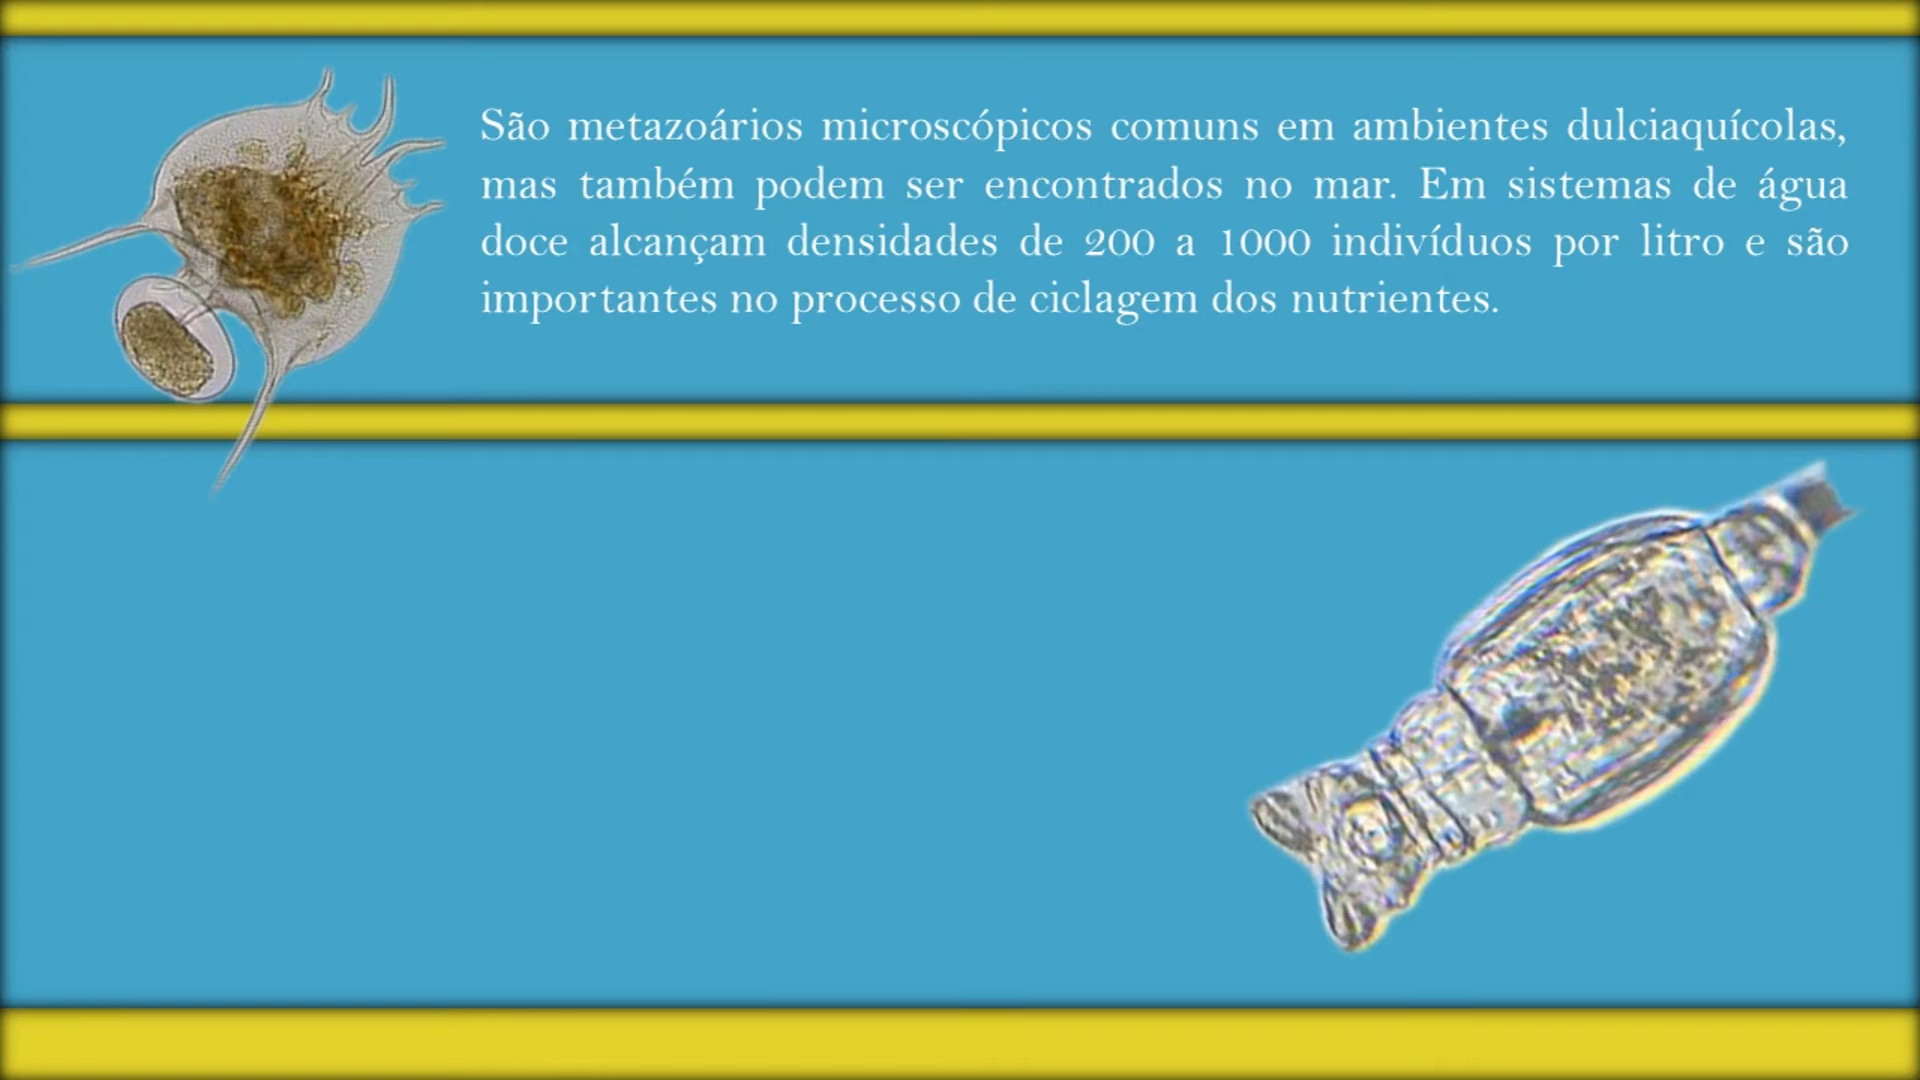 São metazoários microscópicos comuns em ambientes dulciaquícolas,
mas também podem ser encontrados no mar. Em sistemas de água
doce alcançam densidades de 200 a 1000 indivíduos por litro e são
importantes no processo de ciclagem dos nutrientes.